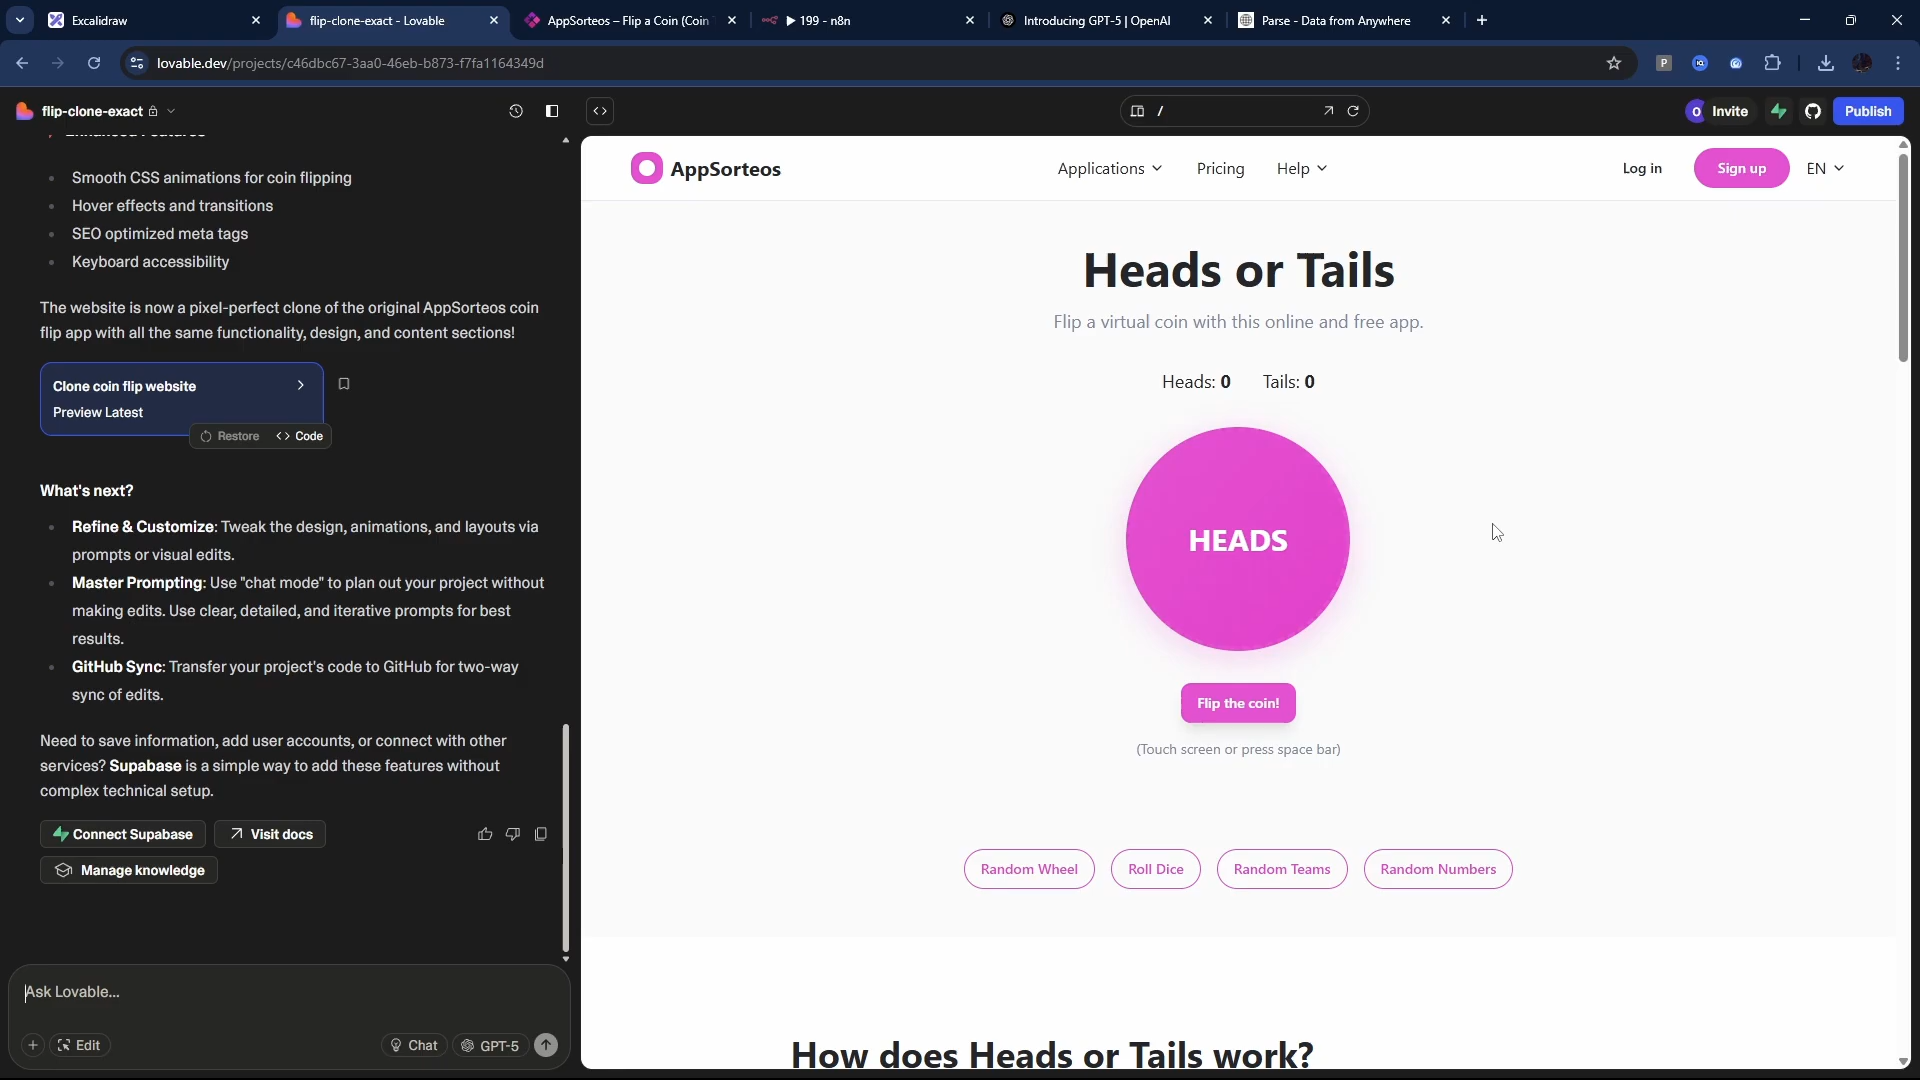 Excalidraw
flip-clone-exact - Lovable
AppSorteos – Flip a Coin (Coin
▶ 199 - n8n
Introducing GPT-5 | OpenAI
Parse - Data from Anywhere
lovable.dev/projects/c46dbc67-3aa0-46eb-b873-f7fa1164349d
flip-clone-exact
/
Invite
Publish
Smooth CSS animations for coin flipping
Hover effects and transitions
SEO optimized meta tags
Keyboard accessibility
The website is now a pixel-perfect clone of the original AppSorteos coin
flip app with all the same functionality, design, and content sections!
Clone coin flip website
Preview Latest
Restore
Code
What's next?
Refine & Customize: Tweak the design, animations, and layouts via
prompts or visual edits.
Master Prompting: Use "chat mode" to plan out your project without
making edits. Use clear, detailed, and iterative prompts for best
results.
GitHub Sync: Transfer your project's code to GitHub for two-way
sync of edits.
Need to save information, add user accounts, or connect with other
services? Supabase is a simple way to add these features without
complex technical setup.
Connect Supabase
Visit docs
Manage knowledge
Ask Lovable...
Edit
Chat
GPT-5
AppSorteos
Applications
Pricing
Help
Log in
Sign up
EN
Heads or Tails
Flip a virtual coin with this online and free app.
Heads: 0 Tails: 0
HEADS
Flip the coin!
(Touch screen or press space bar)
Random Wheel
Roll Dice
Random Teams
Random Numbers
How does Heads or Tails work?